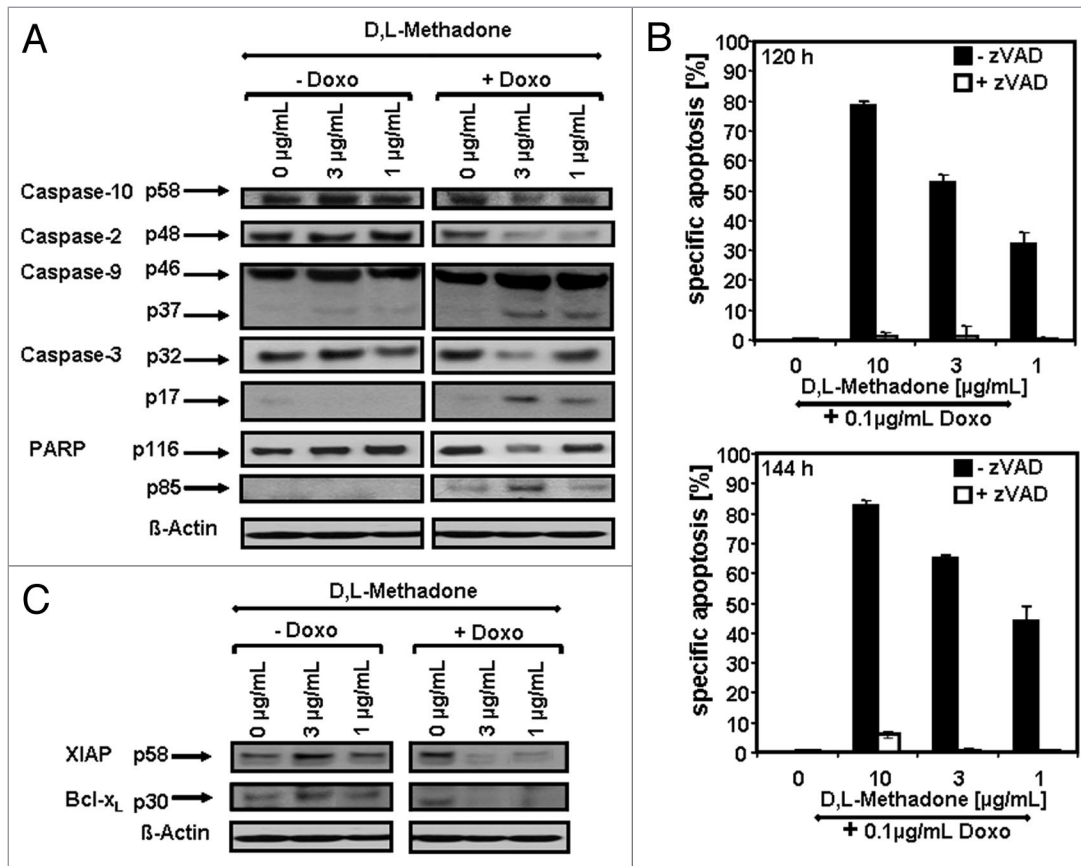 A
D,L-Methadone
- Doxo
+ Doxo
0 µg/mL
3 µg/mL
1 µg/mL
0 µg/mL
3 µg/mL
1 µg/mL
Caspase-10 p58
Caspase-2 p48
Caspase-9 p46
p37
Caspase-3 p32
p17
PARP p116
p85
ß-Actin
B
120 h
- zVAD
+ zVAD
specific apoptosis [%]
100
90
80
70
60
50
40
30
20
10
0
0 10 3 1
D,L-Methadone [µg/mL]
+ 0.1µg/mL Doxo
144 h
- zVAD
+ zVAD
specific apoptosis [%]
100
90
80
70
60
50
40
30
20
10
0
0 10 3 1
D,L-Methadone [µg/mL]
+ 0.1µg/mL Doxo
C
D,L-Methadone
- Doxo
+ Doxo
0 µg/mL
3 µg/mL
1 µg/mL
0 µg/mL
3 µg/mL
1 µg/mL
XIAP p58
Bcl-xL p30
ß-Actin